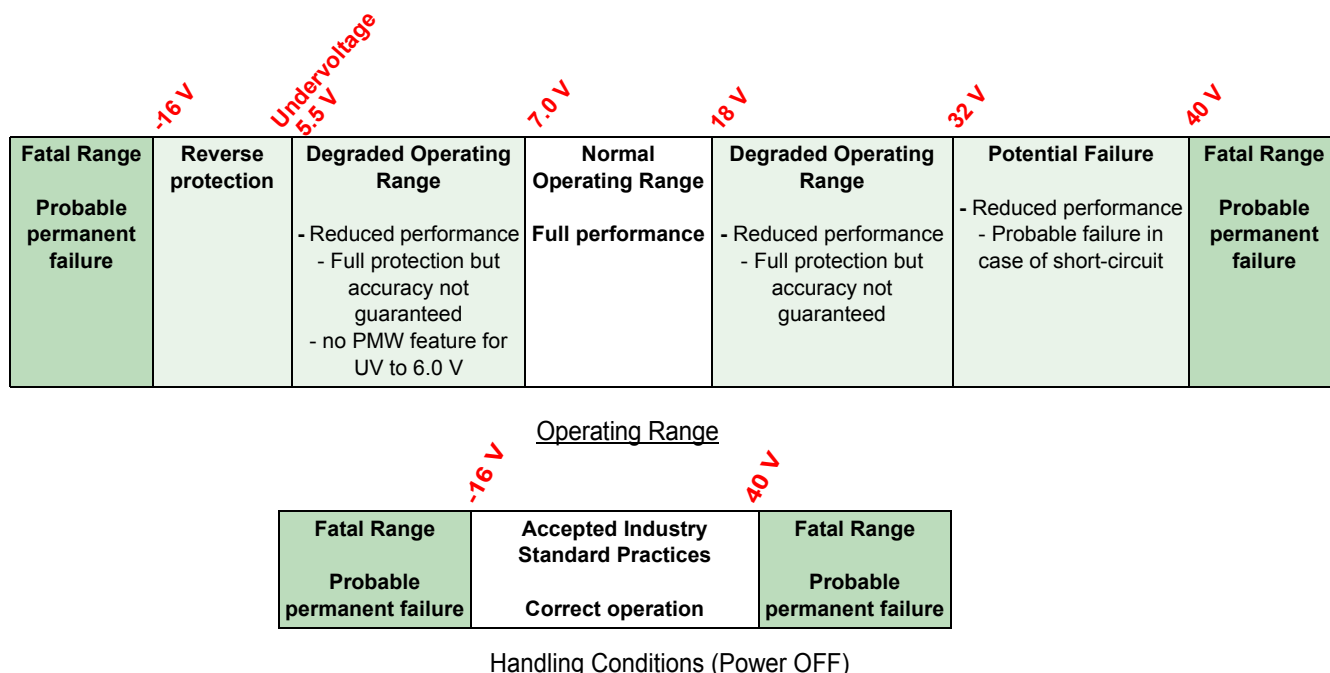 -16 V
Undervoltage
5.5 V
7.0 V
18 V
32 V
40 V
Fatal Range
Probable
permanent
failure
Reverse
protection
Degraded Operating
Range
- Reduced performance
- Full protection but
accuracy not
guaranteed
- no PMW feature for
UV to 6.0 V
Normal
Operating Range
Full performance
Degraded Operating
Range
- Reduced performance
- Full protection but
accuracy not
guaranteed
Potential Failure
- Reduced performance
- Probable failure in
case of short-circuit
Fatal Range
Probable
permanent
failure
Operating Range
-16 V
40 V
Fatal Range
Probable
permanent failure
Accepted Industry
Standard Practices
Correct operation
Fatal Range
Probable
permanent failure
Handling Conditions (Power OFF)